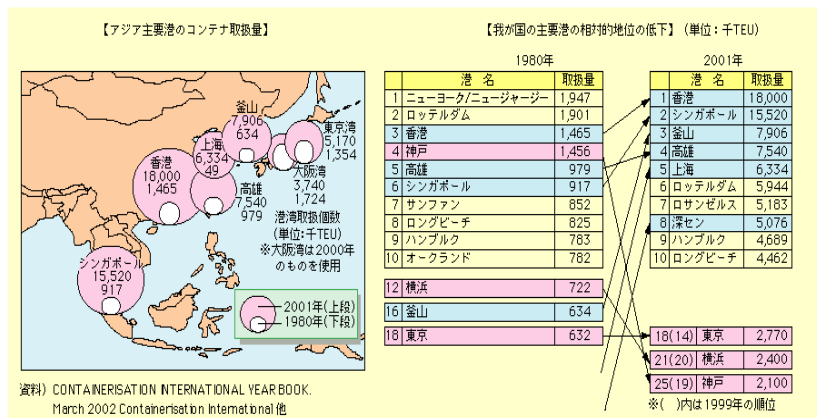 【アジア主要港のコンテナ取扱量】
釜山
7,906
634
東京湾
5,170
1,354
上海
6,334
49
大阪湾
3,740
1,724
香港
18,000
1,465
高雄
7,540
979
港湾取扱個数
(単位:千TEU)
※大阪湾は2000年
のものを使用
シンガポール
15,520
917
2001年(上段)
1980年(下段)
資料) CONTAINERISATION INTERNATIONAL YEAR BOOK.
March 2002 Containerisation International 他
【我が国の主要港の相対的地位の低下】(単位:千TEU)
1980年
港 名 取扱量
1 ニューヨーク/ニュージャージー 1,947
2 ロッテルダム 1,901
3 香港 1,465
4 神戸 1,456
5 高雄 979
6 シンガポール 917
7 サンファン 852
8 ロングビーチ 825
9 ハンブルク 783
10 オークランド 782
12 横浜 722
16 釜山 634
18 東京 632
2001年
港 名 取扱量
1 香港 18,000
2 シンガポール 15,520
3 釜山 7,906
4 高雄 7,540
5 上海 6,334
6 ロッテルダム 5,944
7 ロサンゼルス 5,183
8 深セン 5,076
9 ハンブルク 4,689
10 ロングビーチ 4,462
18(14) 東京 2,770
21(20) 横浜 2,400
25(19) 神戸 2,100
※( )内は1999年の順位